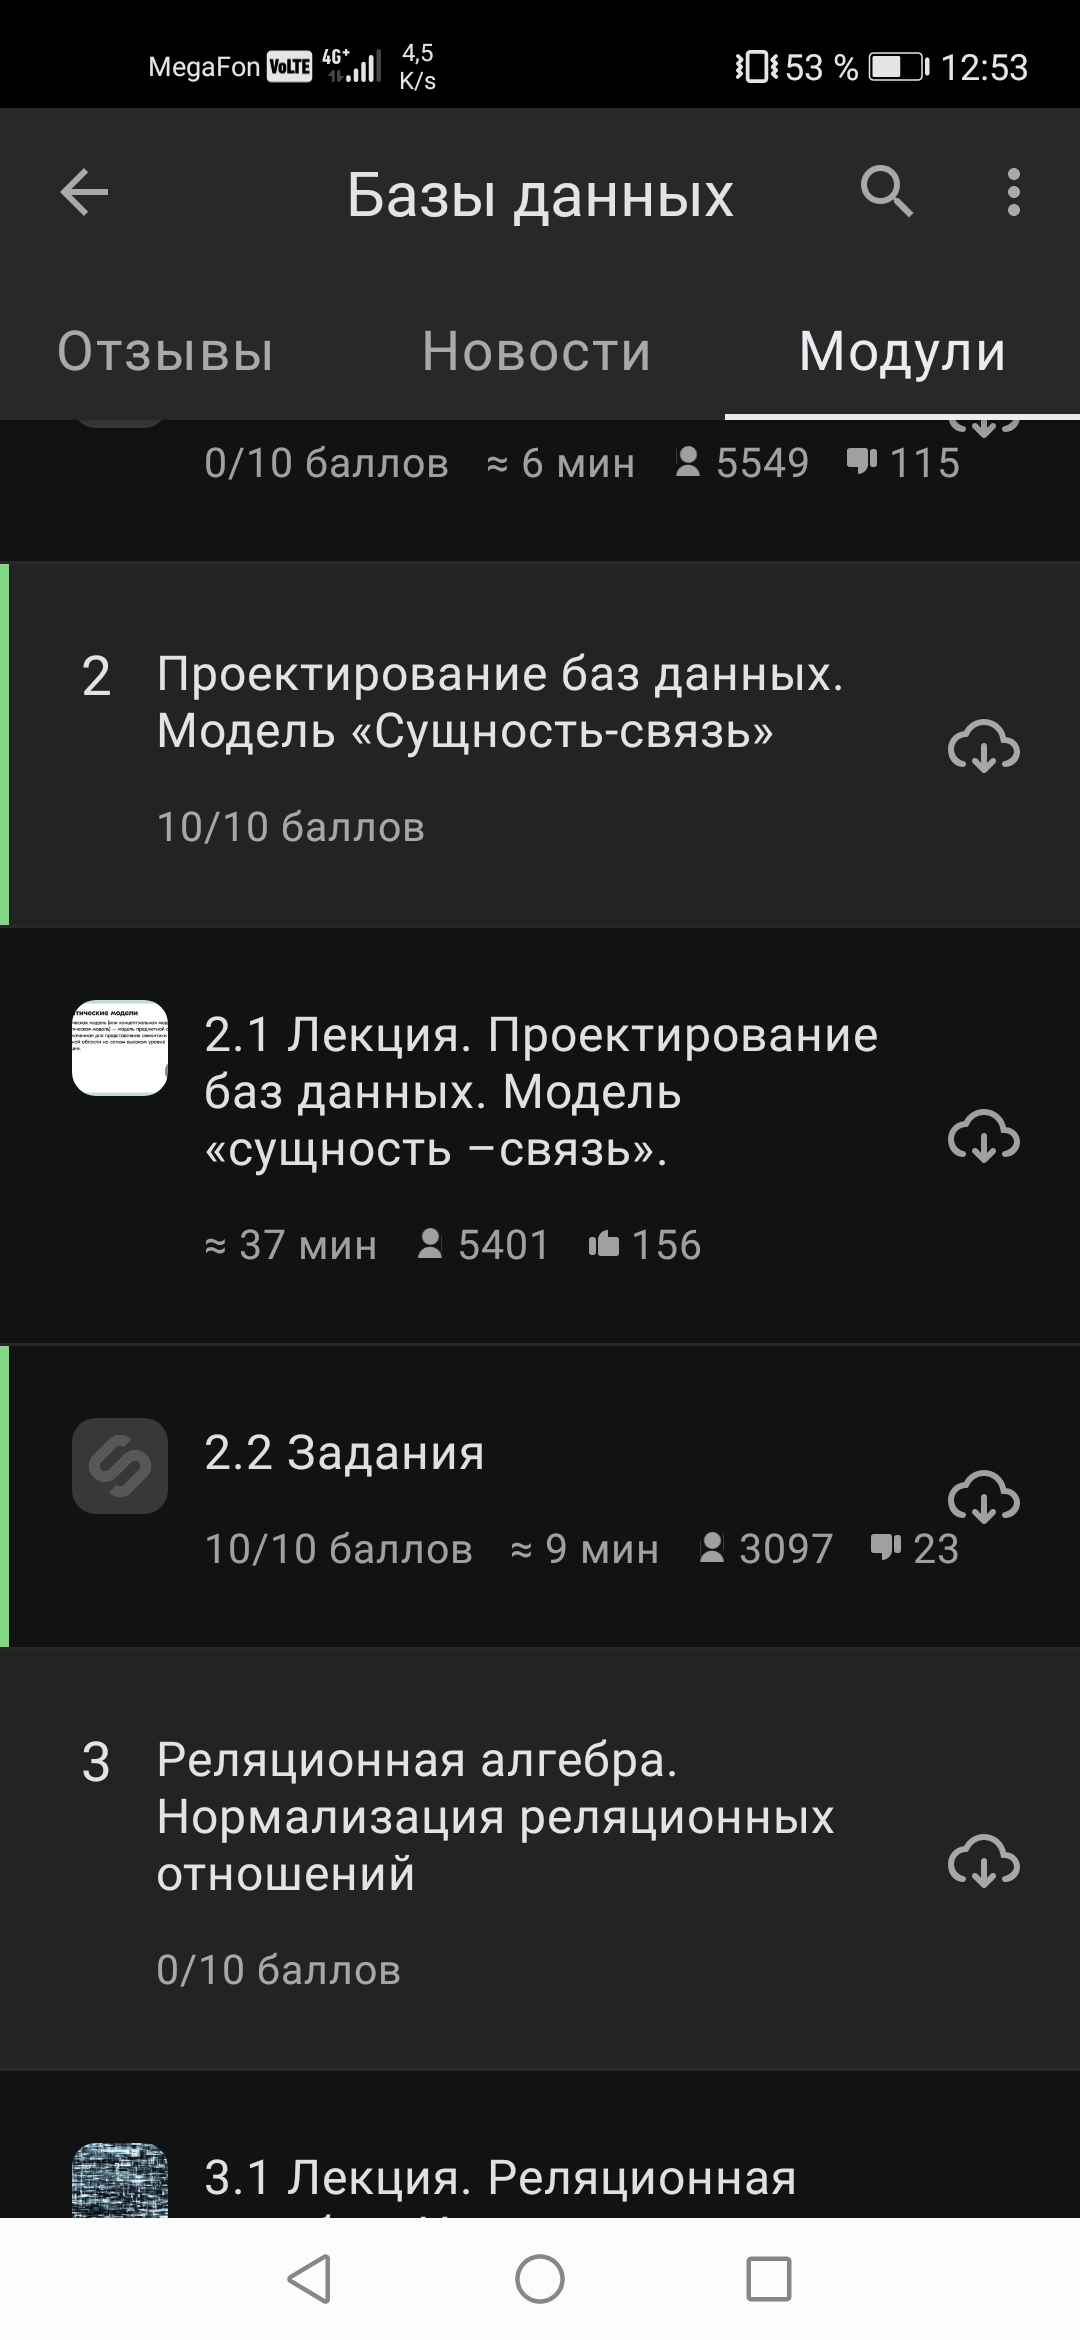 MegaFon VoLTE 4G+ 4,5 K/s 53 % 12:53
Базы данных
Отзывы Новости Модули
0/10 баллов ≈ 6 мин 5549 115
2 Проектирование баз данных.
Модель «Сущность-связь»
10/10 баллов
2.1 Лекция. Проектирование
баз данных. Модель
«сущность –связь».
≈ 37 мин 5401 156
2.2 Задания
10/10 баллов ≈ 9 мин 3097 23
3 Реляционная алгебра.
Нормализация реляционных
отношений
0/10 баллов
3.1 Лекция. Реляционная